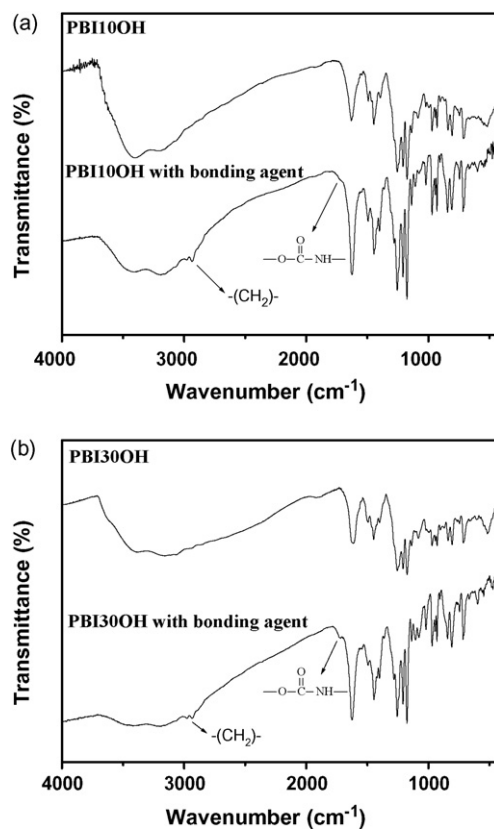 (a)
PBI10OH
PBI10OH with bonding agent
O
—O—C—NH—
-(CH₂)-
Transmittance (%)
4000 3000 2000 1000
Wavenumber (cm⁻¹)
(b)
PBI30OH
PBI30OH with bonding agent
O
—O—C—NH—
-(CH₂)-
Transmittance (%)
4000 3000 2000 1000
Wavenumber (cm⁻¹)